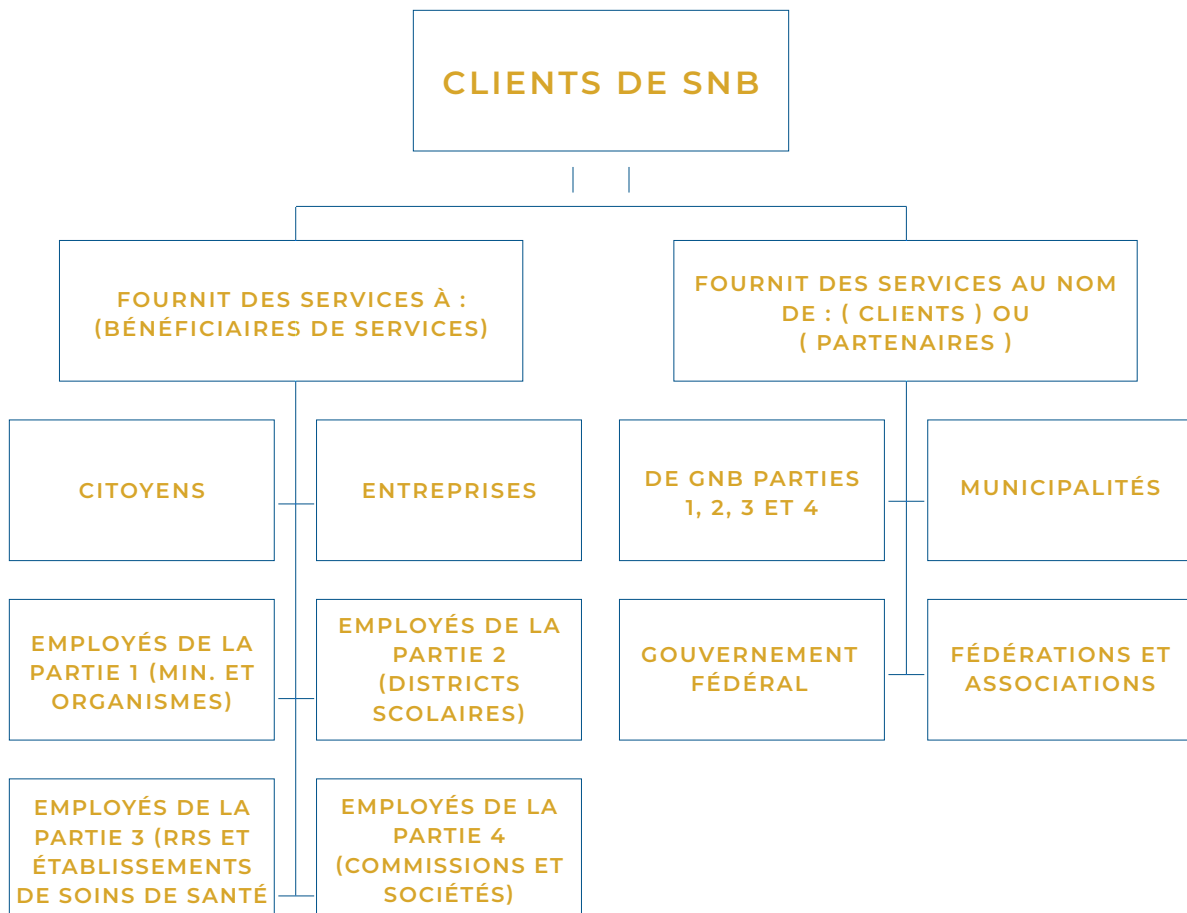 CLIENTS DE SNB
FOURNIT DES SERVICES À :
(BÉNÉFICIAIRES DE SERVICES)
FOURNIT DES SERVICES AU NOM
DE : ( CLIENTS ) OU
( PARTENAIRES )
CITOYENS
ENTREPRISES
DE GNB PARTIES
1, 2, 3 ET 4
MUNICIPALITÉS
EMPLOYÉS DE LA
PARTIE 1 (MIN. ET
ORGANISMES)
EMPLOYÉS DE LA
PARTIE 2
(DISTRICTS
SCOLAIRES)
GOUVERNEMENT
FÉDÉRAL
FÉDÉRATIONS ET
ASSOCIATIONS
EMPLOYÉS DE LA
PARTIE 3 (RRS ET
ÉTABLISSEMENTS
DE SOINS DE SANTÉ
EMPLOYÉS DE LA
PARTIE 4
(COMMISSIONS ET
SOCIÉTÉS)